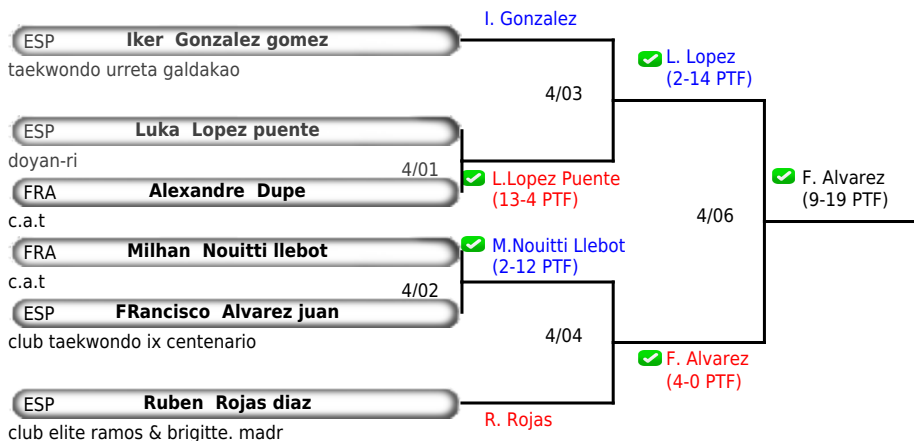 I. Gonzalez
ESP Iker Gonzalez gomez
taekwondo urreta galdakao
L. Lopez
(2-14 PTF)
4/03
ESP Luka Lopez puente
doyan-ri
4/01
L.Lopez Puente
(13-4 PTF)
FRA Alexandre Dupe
c.a.t
F. Alvarez
(9-19 PTF)
4/06
FRA Milhan Nouitti llebot
c.a.t
M.Nouitti Llebot
(2-12 PTF)
4/02
ESP FRancisco Alvarez juan
club taekwondo ix centenario
4/04
F. Alvarez
(4-0 PTF)
ESP Ruben Rojas diaz
R. Rojas
club elite ramos & brigitte. madr